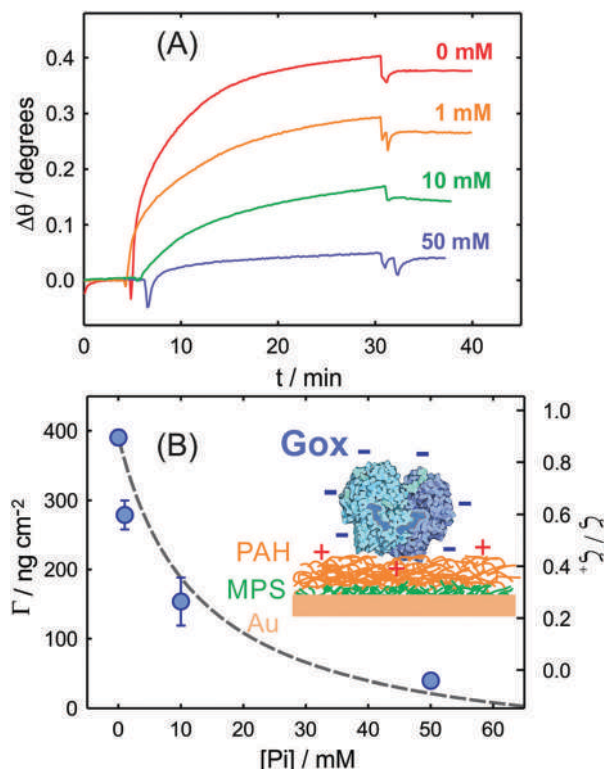 (A)
0 mM
1 mM
10 mM
50 mM
Δθ / degrees
0.4
0.3
0.2
0.1
0.0
0 10 20 30 40
t / min
(B)
Gox
PAH
MPS
Au
Γ / ng cm⁻²
400
300
200
100
0
1.0
0.8
0.6
0.4
0.2
0.0
ζ / ζ₊
0 10 20 30 40 50 60
[Pi] / mM